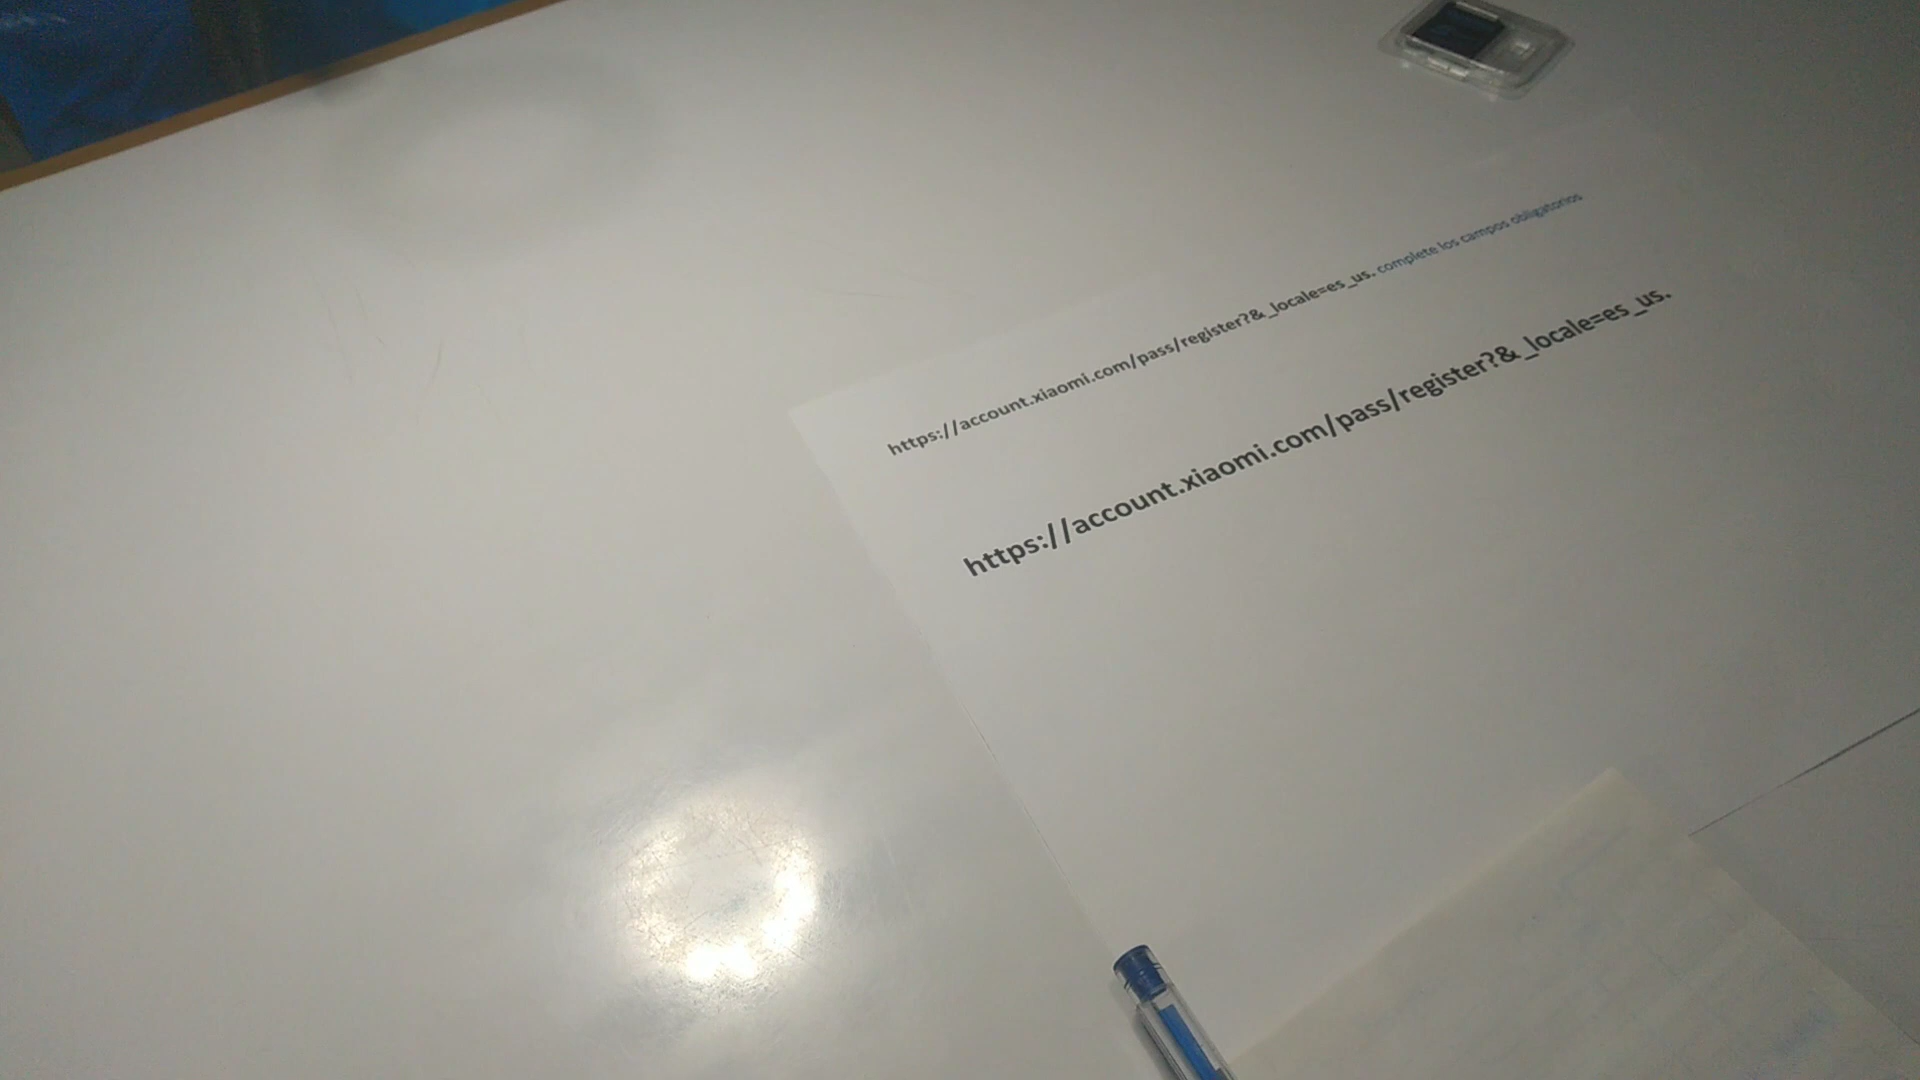 https://account.xiaomi.com/pass/register?&_locale=es_us. complete los campos obligatorios
https://account.xiaomi.com/pass/register?&_locale=es_us.